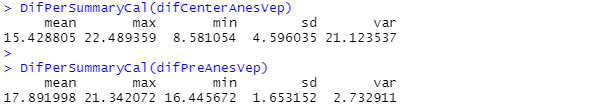 > DifPerSummaryCal(difCenterAnesVep)
mean max min sd var
15.428805 22.489359 8.581054 4.596035 21.123537
>
> DifPerSummaryCal(difPreAnesVep)
mean max min sd var
17.891998 21.342072 16.445672 1.653152 2.732911